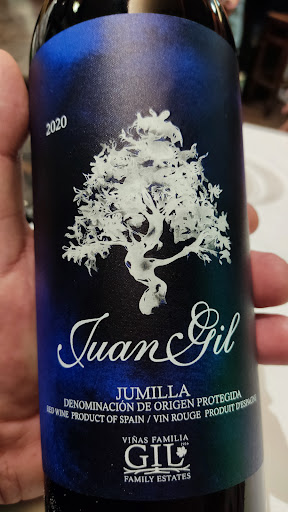 2020
Juan Gil
JUMILLA
DENOMINACIÓN DE ORIGEN PROTEGIDA
RED WINE PRODUCT OF SPAIN / VIN ROUGE PRODUIT D'ESPAGNE
VIÑAS FAMILIA
GIL
FAMILY ESTATES